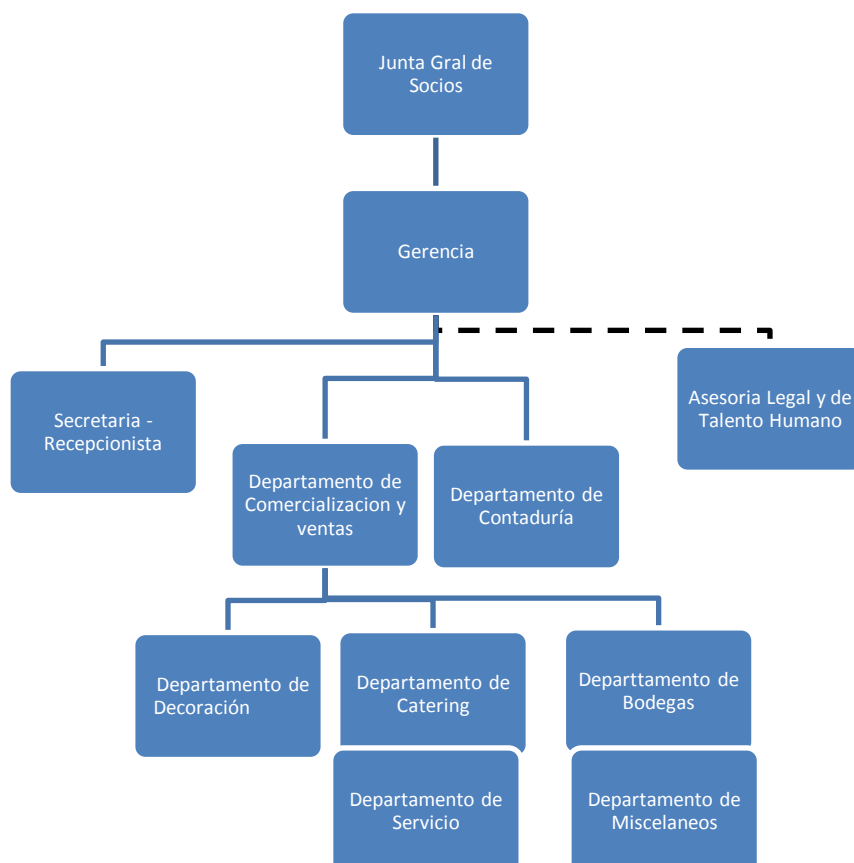 Junta Gral de
Socios
Gerencia
Secretaria -
Recepcionista
Asesoria Legal y de
Talento Humano
Departamento de
Comercializacion y
ventas
Departamento de
Contaduría
Departamento de
Decoración
Departamento de
Catering
Departtamento de
Bodegas
Departamento de
Servicio
Departamento de
Miscelaneos